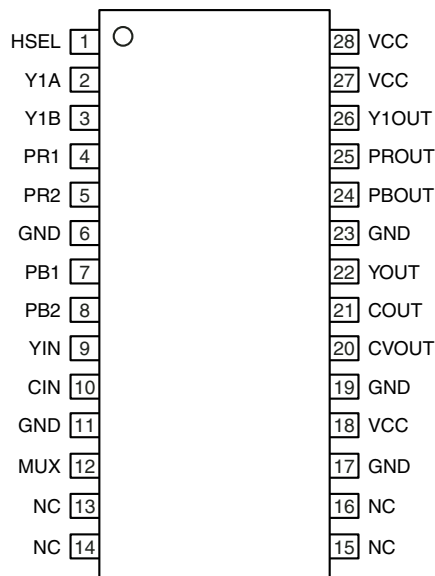 HSEL 1 28 VCC
Y1A 2 27 VCC
Y1B 3 26 Y1OUT
PR1 4 25 PROUT
PR2 5 24 PBOUT
GND 6 23 GND
PB1 7 22 YOUT
PB2 8 21 COUT
YIN 9 20 CVOUT
CIN 10 19 GND
GND 11 18 VCC
MUX 12 17 GND
NC 13 16 NC
NC 14 15 NC